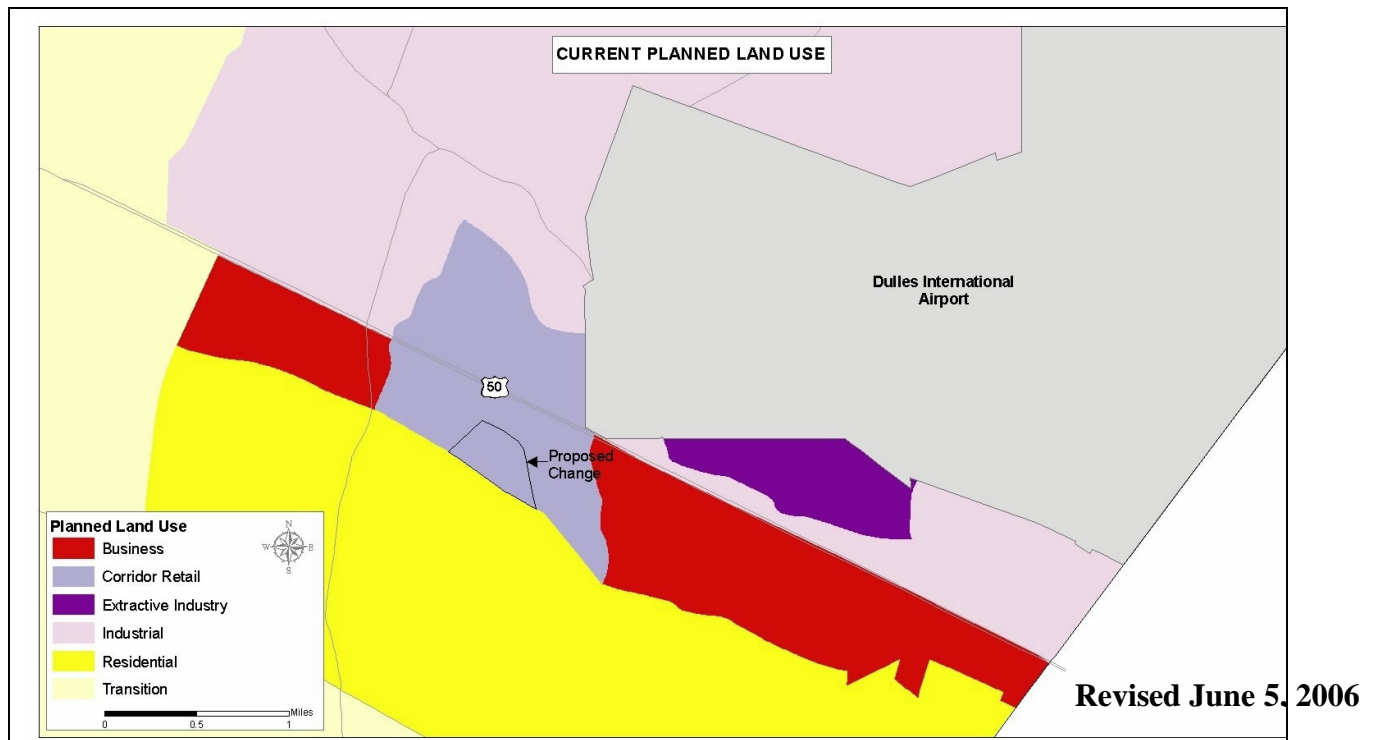 CURRENT PLANNED LAND USE
Dulles International
Airport
50
Proposed
Change
Planned Land Use
N
W E
S
Business
Corridor Retail
Extractive Industry
Industrial
Residential
Transition
Miles
0 0.5 1
Revised June 5, 2006